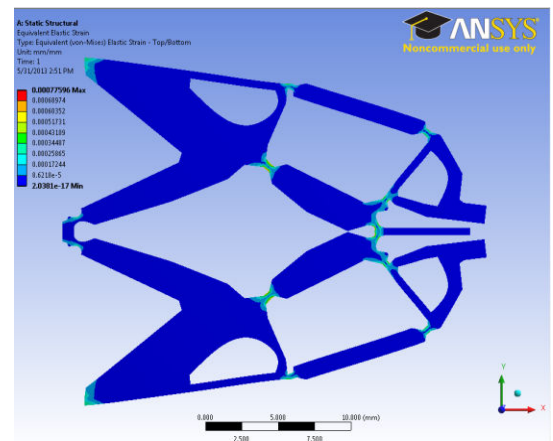 A: Static Structural
Equivalent Elastic Strain
Type: Equivalent (von-Mises) Elastic Strain - Top/Bottom
Unit: mm/mm
Time: 1
5/31/2013 2:51 PM
0.00077596 Max
0.00068974
0.00060352
0.00051731
0.00043109
0.00034487
0.00025865
0.00017244
8.6218e-5
2.0381e-17 Min
ANSYS
Noncommercial use only
0.000
5.000
10.000 (mm)
2.500
7.500
Y
X